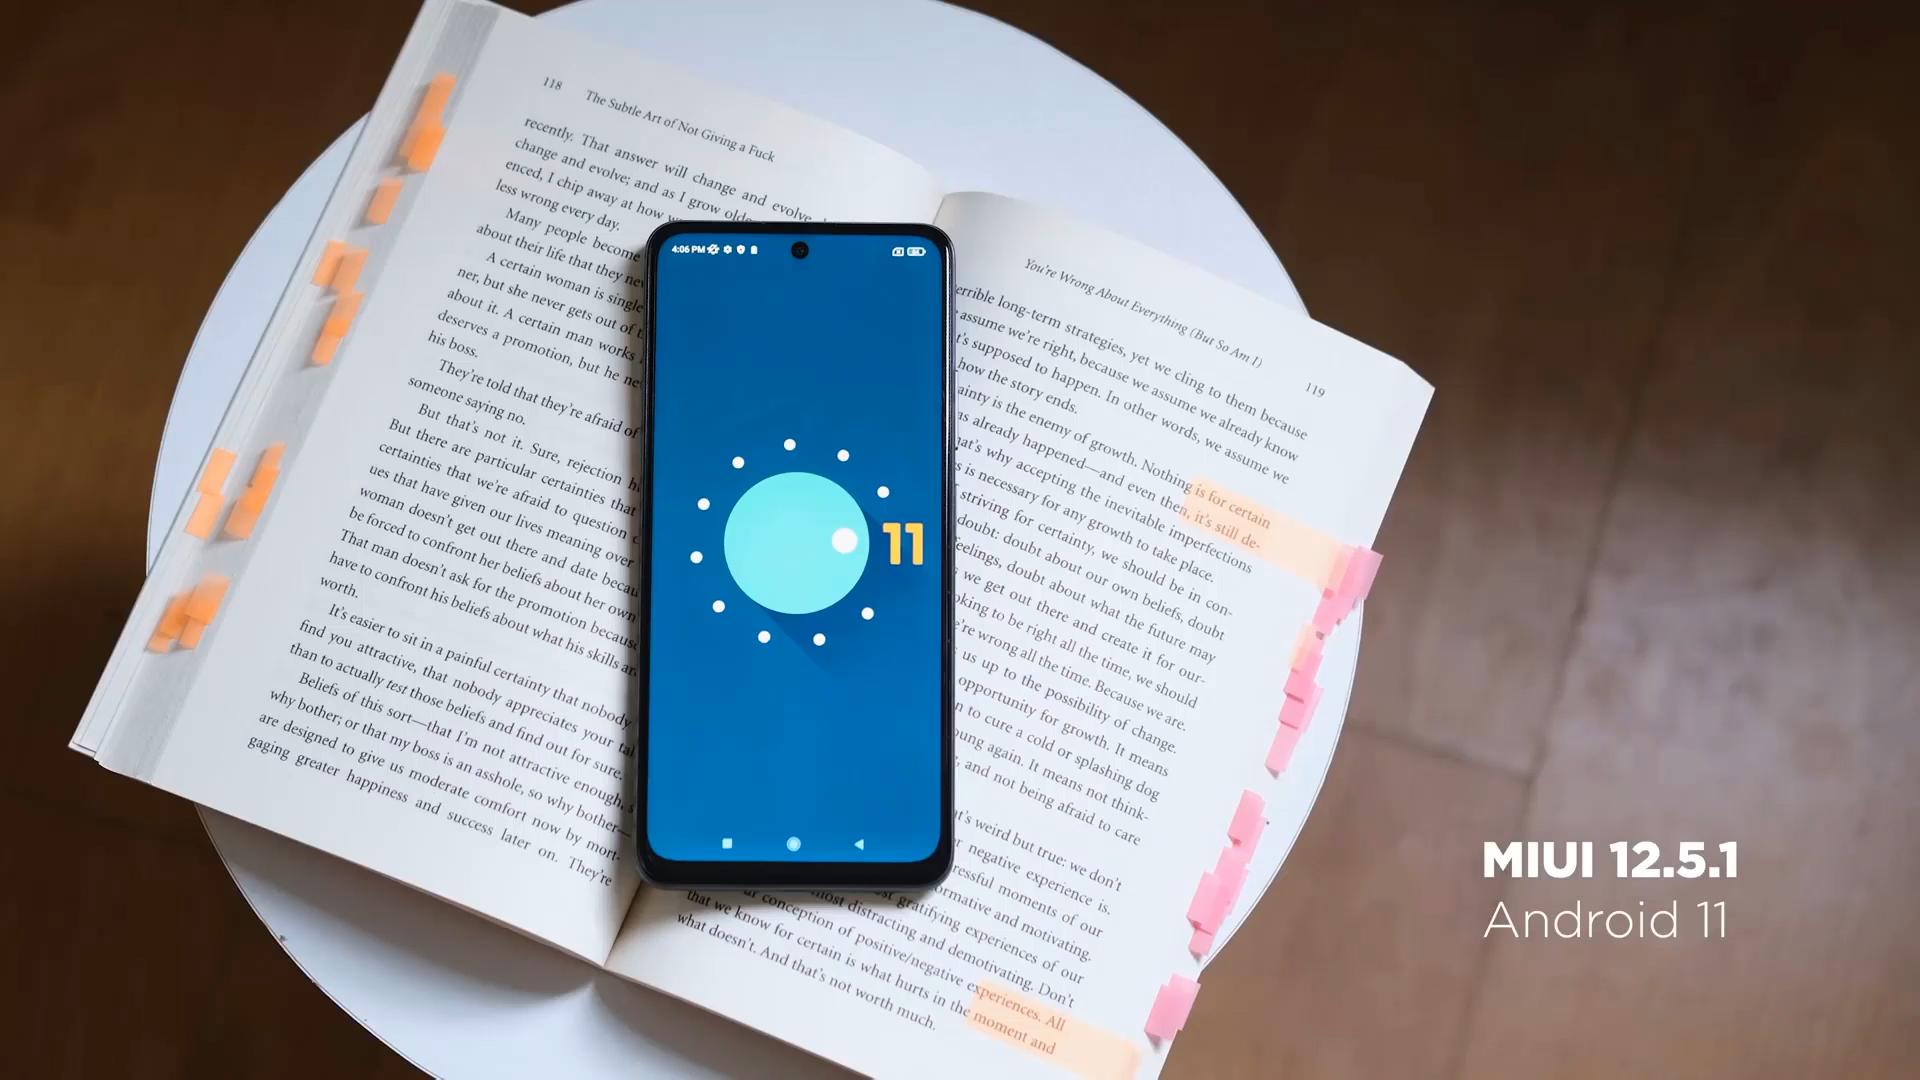 118 The Subtle Art of Not Giving a Fuck
recently. That answer will change and evolve
change and evolve; and as I grow
enced, I chip away at how
less wrong every day.
Many people become
about their life that they
A certain woman is single
ner, but she never gets out of
about it. A certain man works
deserves a promotion, but he
his boss.
They're told that they're afraid of
someone saying no.
But that's not it. Sure, rejection
But there are particular certainties that
certainties that we're afraid to question
ues that have given our lives meaning over
woman doesn't get out there and date
be forced to confront her beliefs about her own
That man doesn't ask for the promotion because
have to confront his beliefs about what his skills
worth.
It's easier to sit in a painful certainty that nobody
find you attractive, that nobody appreciates your
than to actually test those beliefs and find out for sure.
Beliefs of this sort—that I'm not attractive enough,
why bother; or that my boss is an asshole, so why bother—
are designed to give us moderate comfort now by mort-
gaging greater happiness and success later on. They're
4:06 PM
11
You're Wrong About Everything (But So Am I) 119
long-term strategies, yet we cling to them because
assume we're right, because we assume we already know
supposed to happen. In other words, we assume we
how the story ends.
is the enemy of growth. Nothing is for certain
already happened—and even then, it's still de-
why accepting the inevitable imperfections
is necessary for any growth to take place.
striving for certainty, we should be in con-
doubt: doubt about our own beliefs, doubt
feelings, doubt about what the future may
we get out there and create it for our-
looking to be right all the time, we should
wrong all the time. Because we are.
us up to the possibility of change.
opportunity for growth. It means
to cure a cold or splashing dog
again. It means not think-
and not being afraid to care
weird but true: we don't
negative experience is.
moments of our
and motivating.
most distracting and gratifying experiences of our
conception of positive/negative and demotivating. Don't
that we know for certain is what hurts in the experiences. All
what doesn't. And that's not worth much. moment and
MIUI 12.5.1
Android 11